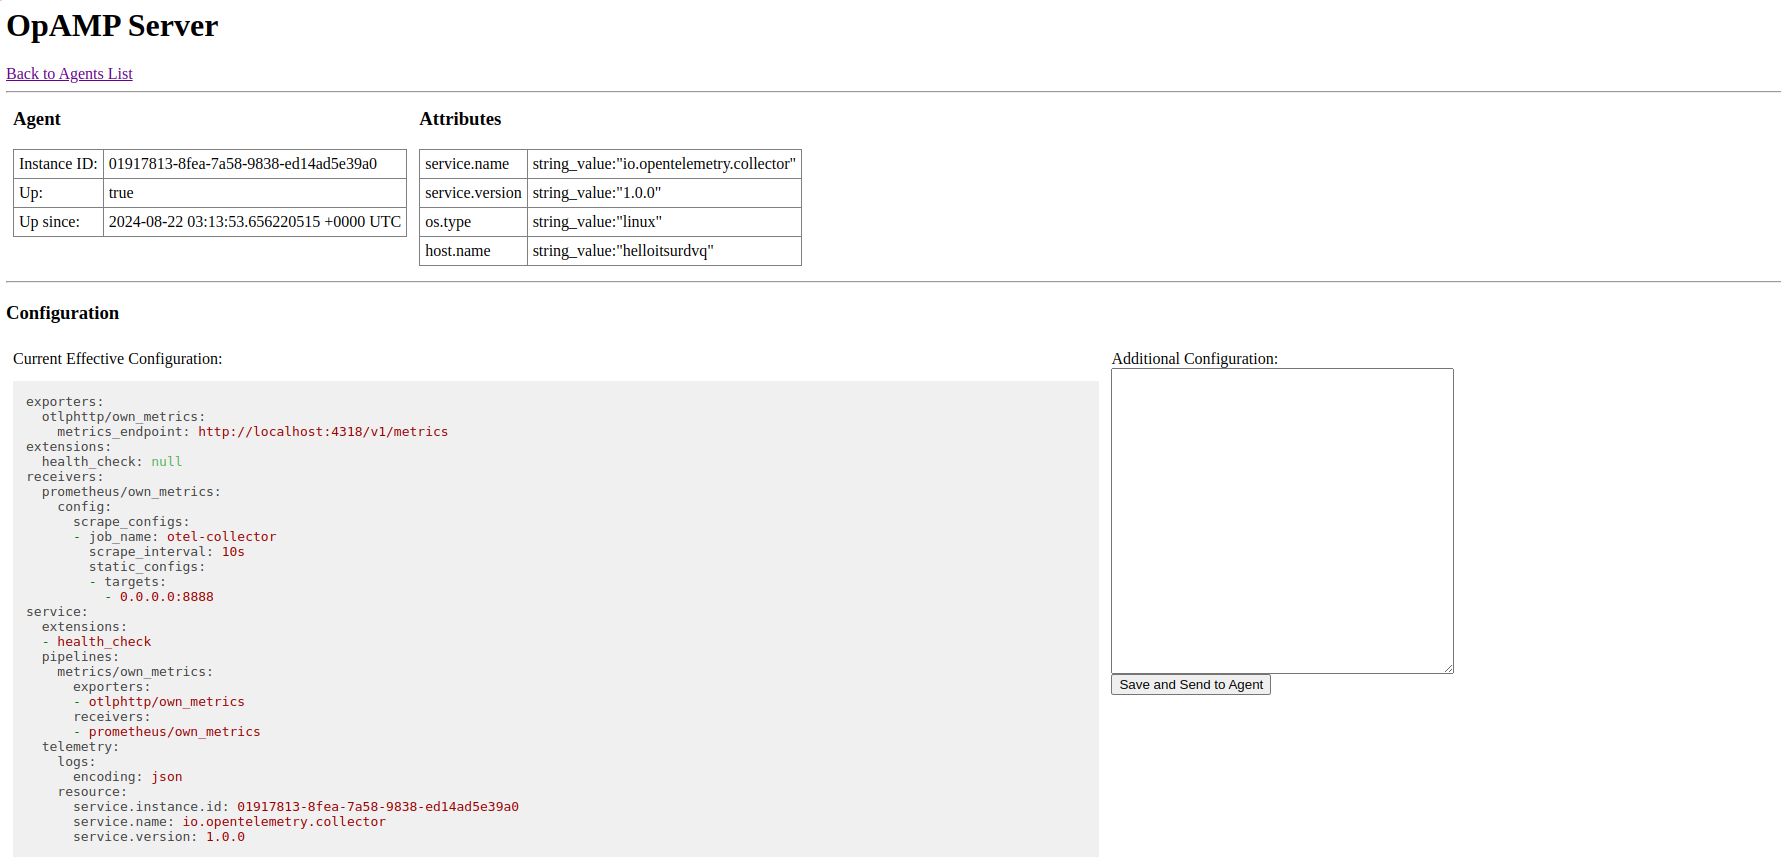 OpAMP Server
Back to Agents List
Agent
Instance ID: 01917813-8fea-7a58-9838-ed14ad5e39a0
Up: true
Up since: 2024-08-22 03:13:53.656220515 +0000 UTC
Attributes
service.name string_value:"io.opentelemetry.collector"
service.version string_value:"1.0.0"
os.type string_value:"linux"
host.name string_value:"helloitsurdvq"
Configuration
Current Effective Configuration:
exporters:
  otlphttp/own_metrics:
    metrics_endpoint: http://localhost:4318/v1/metrics
extensions:
  health_check: null
receivers:
  prometheus/own_metrics:
    config:
      scrape_configs:
      - job_name: otel-collector
        scrape_interval: 10s
        static_configs:
        - targets:
          - 0.0.0.0:8888
service:
  extensions:
  - health_check
  pipelines:
    metrics/own_metrics:
      exporters:
      - otlphttp/own_metrics
      receivers:
      - prometheus/own_metrics
  telemetry:
    logs:
      encoding: json
    resource:
      service.instance.id: 01917813-8fea-7a58-9838-ed14ad5e39a0
      service.name: io.opentelemetry.collector
      service.version: 1.0.0
Additional Configuration:
Save and Send to Agent